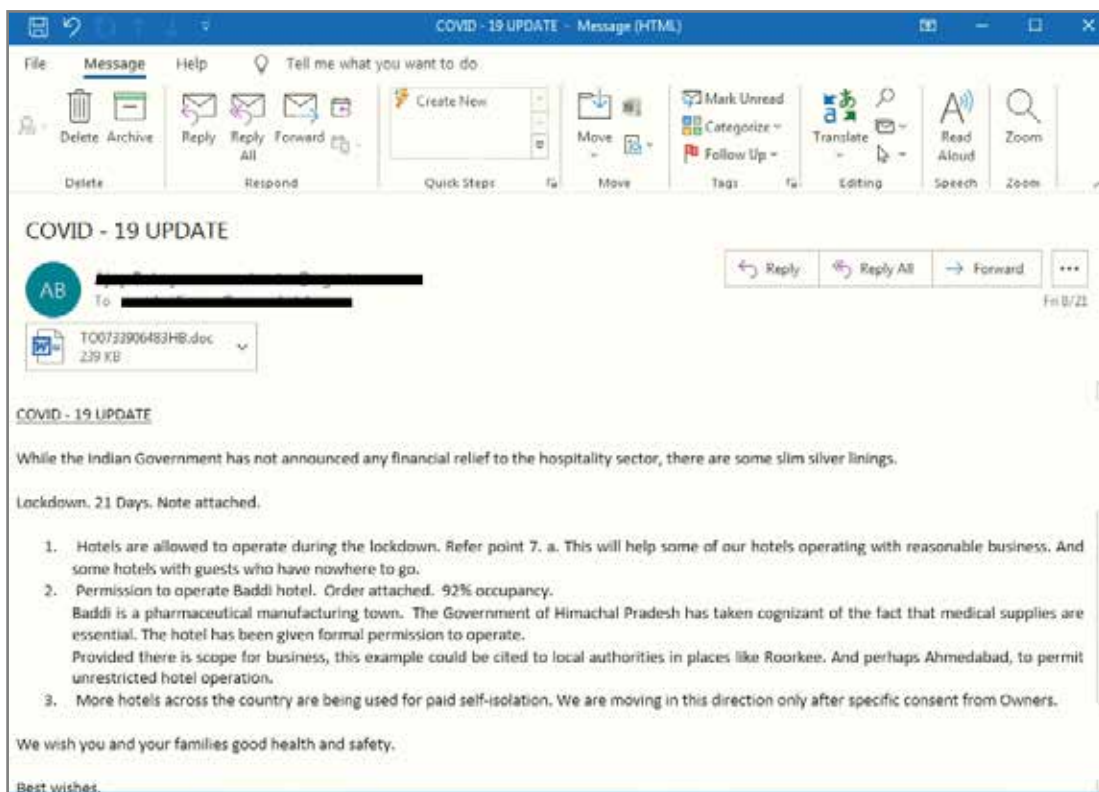 COVID - 19 UPDATE - Message (HTML)
File Message Help Tell me what you want to do
Delete Archive Reply Reply All Forward Create New Move Mark Unread Categorize Follow Up Translate Read Aloud Zoom
Delete Respond Quick Steps Move Tags Editing Speech Zoom
COVID - 19 UPDATE
Reply Reply All Forward
AB
To
Fri 8/21
TO0733906483HB.doc
239 KB
COVID - 19 UPDATE
While the Indian Government has not announced any financial relief to the hospitality sector, there are some slim silver linings.
Lockdown. 21 Days. Note attached.
1. Hotels are allowed to operate during the lockdown. Refer point 7. a. This will help some of our hotels operating with reasonable business. And
some hotels with guests who have nowhere to go.
2. Permission to operate Baddi hotel. Order attached. 92% occupancy.
Baddi is a pharmaceutical manufacturing town. The Government of Himachal Pradesh has taken cognizant of the fact that medical supplies are
essential. The hotel has been given formal permission to operate.
Provided there is scope for business, this example could be cited to local authorities in places like Roorkee. And perhaps Ahmedabad, to permit
unrestricted hotel operation.
3. More hotels across the country are being used for paid self-isolation. We are moving in this direction only after specific consent from Owners.
We wish you and your families good health and safety.
Best wishes,